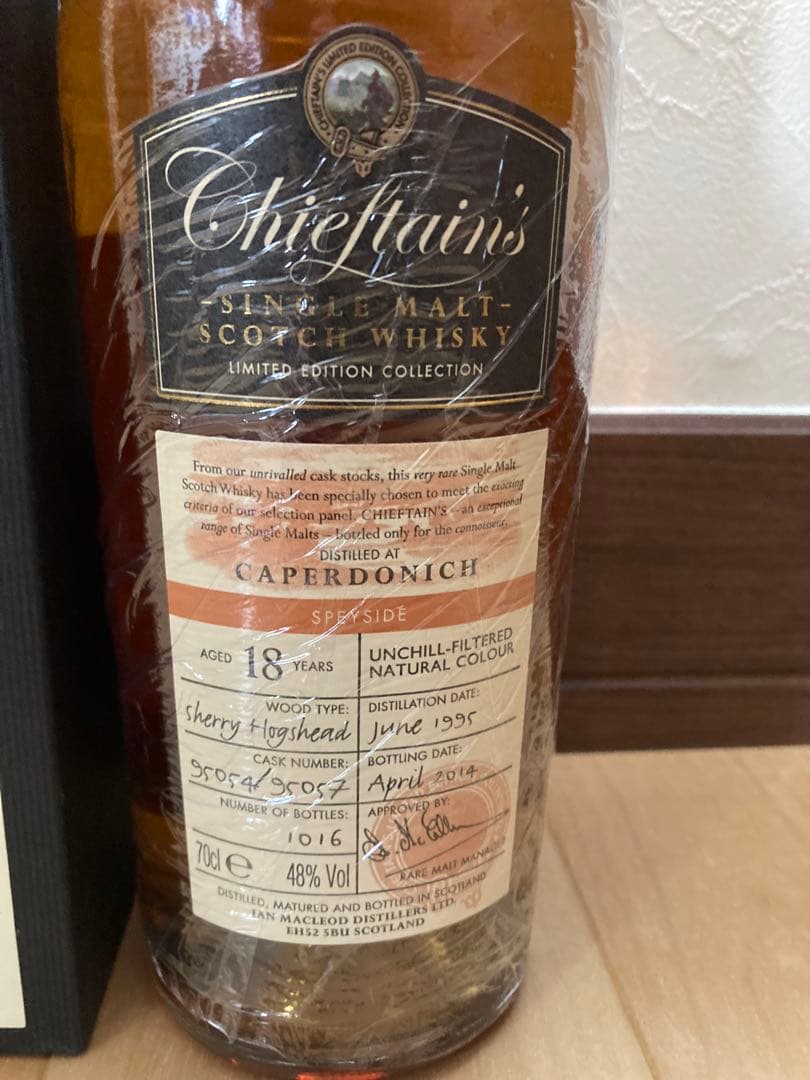 CHIEFTAIN'S LIMITED EDITION COLLECTION
Chieftain's
-SINGLE MALT-
SCOTCH WHISKY
LIMITED EDITION COLLECTION
From our unrivalled cask stocks, this very rare Single Malt
Scotch Whisky has been specially chosen to meet the exacting
criteria of our selection panel. CHIEFTAIN'S – an exceptional
range of Single Malts – bottled only for the connoisseur.
DISTILLED AT
CAPERDONICH
SPEYSIDE
AGED 18 YEARS
UNCHILL-FILTERED
NATURAL COLOUR
WOOD TYPE:
Sherry Hogshead
DISTILLATION DATE:
June 1995
CASK NUMBER:
95054/95057
BOTTLING DATE:
April 2014
NUMBER OF BOTTLES:
1016
APPROVED BY:
70cl e 48% Vol
RARE MALT MANAGER
DISTILLED, MATURED AND BOTTLED IN SCOTLAND
IAN MACLEOD DISTILLERS LTD.
EH52 5BU SCOTLAND